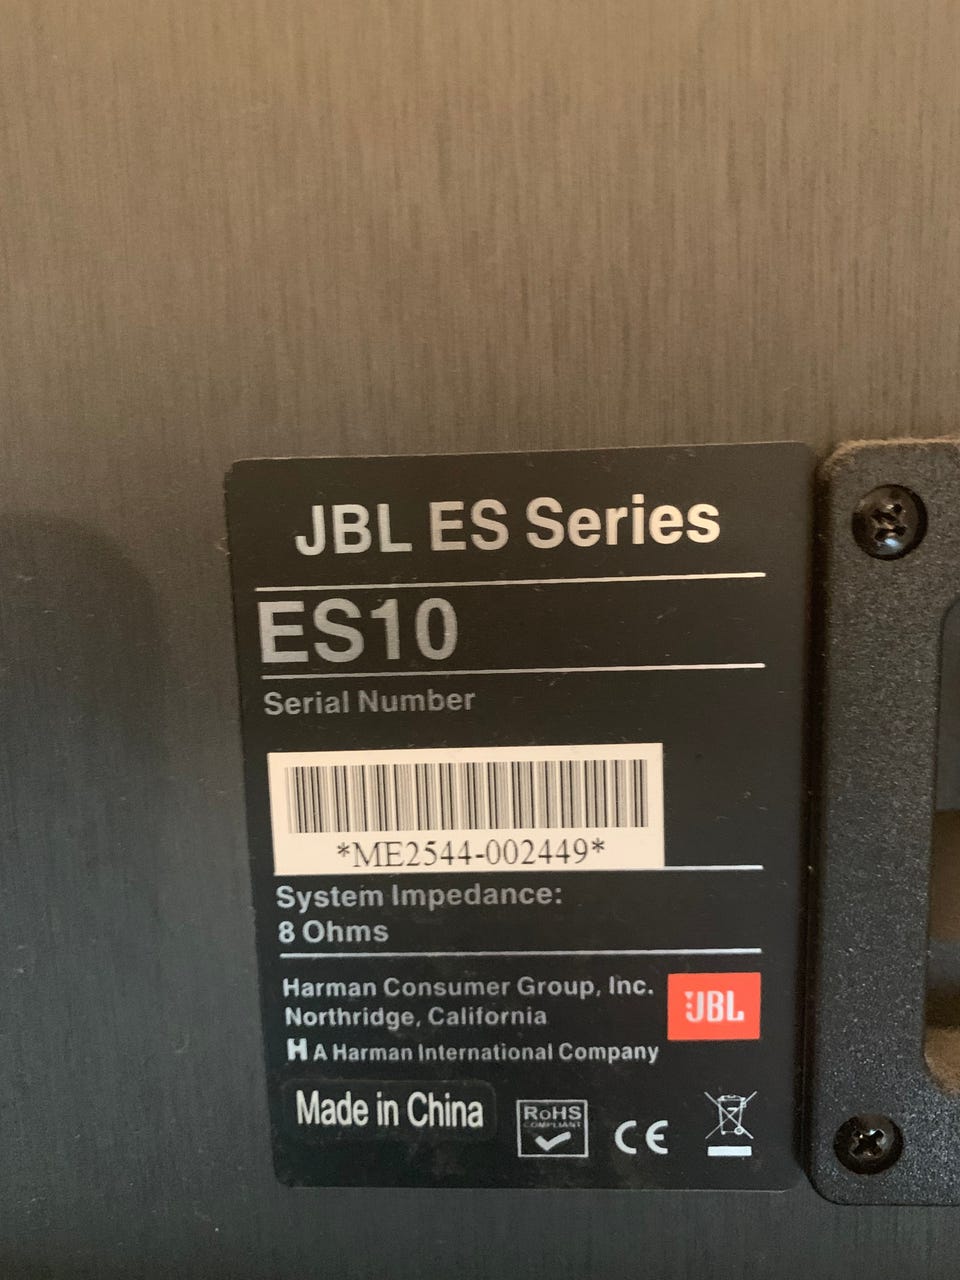 JBL ES Series
ES10
Serial Number
*ME2544-002449*
System Impedance:
8 Ohms
Harman Consumer Group, Inc.
Northridge, California
H A Harman International Company
JBL
Made in China
RoHS
COMPLIANT
CE